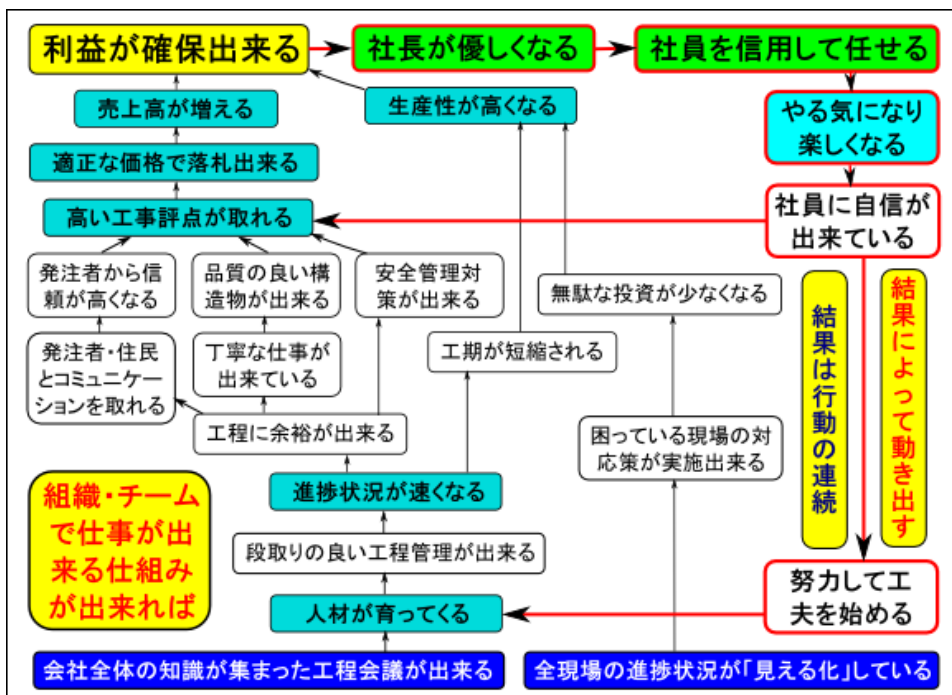 利益が確保出来る
社長が優しくなる
社員を信用して任せる
売上高が増える
生産性が高くなる
やる気になり
楽しくなる
適正な価格で落札出来る
高い工事評点が取れる
社員に自信が
出来ている
発注者から信
頼が高くなる
品質の良い構
造物が出来る
安全管理対
策が出来る
無駄な投資が少なくなる
結果は行動の連続
結果によって動き出す
発注者・住民
とコミュニケー
ションを取れる
丁寧な仕事が
出来ている
工期が短縮される
工程に余裕が出来る
困っている現場の対
応策が実施出来る
組織・チーム
で仕事が出
来る仕組み
が出来れば
進捗状況が速くなる
段取りの良い工程管理が出来る
努力して工
夫を始める
人材が育ってくる
会社全体の知識が集まった工程会議が出来る
全現場の進捗状況が「見える化」している